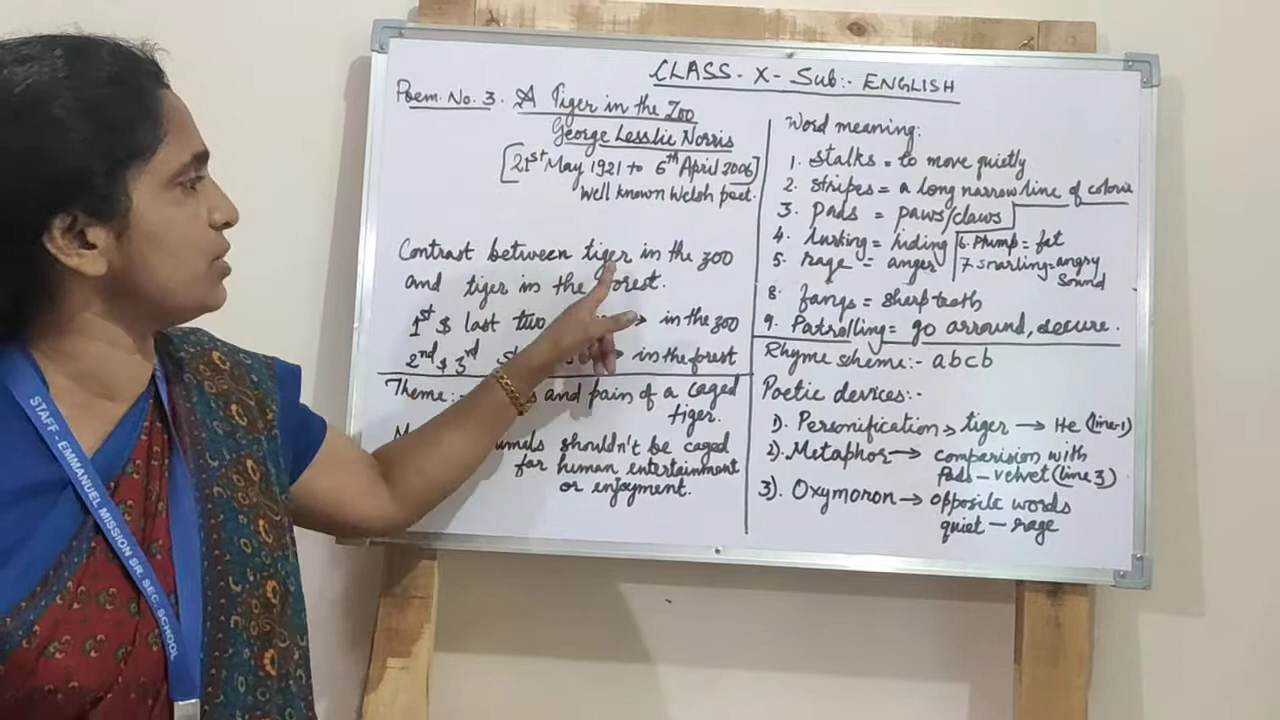 CLASS - X - Sub:- ENGLISH
Poem. No. 3. A Tiger in the Zoo
George Lesslie Norris
[21st May 1921 to 6th April 2006]
Well known Welsh poet.
Contrast between tiger in the zoo
and tiger in the forest.
1st & last two → in the zoo
2nd & 3rd → in the forest
Theme:- and pain of a caged
tiger.
shouldn't be caged
for human entertainment
or enjoyment.
Word meaning:
1. Stalks = to move quietly
2. Stripes = a long narrow line of colour
3. Pads = paws/claws
4. lurking = hiding
5. rage = anger
6. Plump = fat
7. Snarling = angry
Sound
8. fangs = sharp teeth
9. Patrolling = go arround, secure.
Rhyme scheme:- abcb
Poetic devices:-
1). Personification → tiger → He (line-1)
2). Metaphor → comparision with
Pads - velvet (line 3)
3). Oxymoron → opposite words
quiet - rage
STAFF - EMMANUEL MISSION SR. SEC. SCHOOL